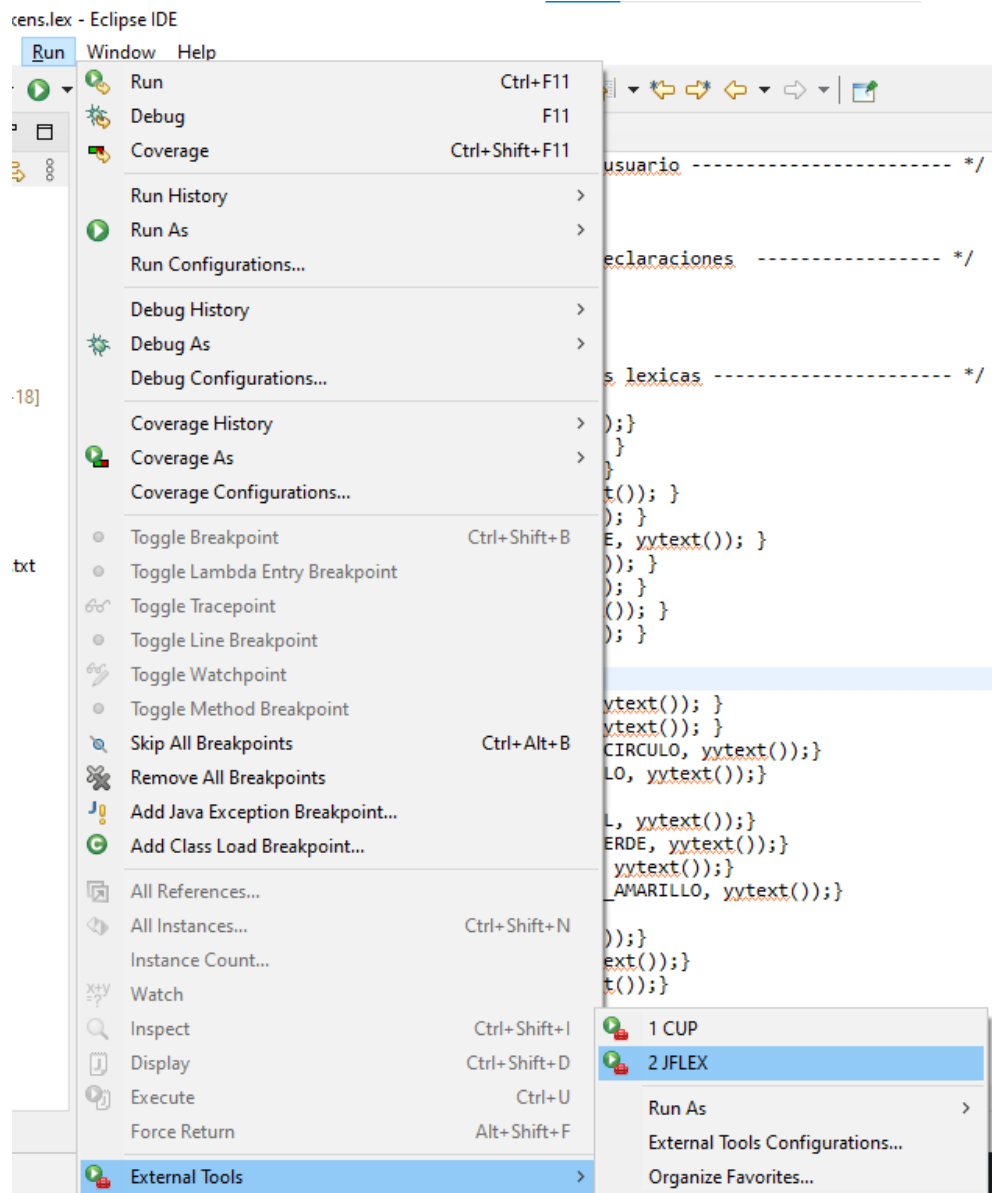 kens.lex - Eclipse IDE
Run Window Help
Run Ctrl+F11
Debug F11
Coverage Ctrl+Shift+F11
Run History
Run As
Run Configurations...
Debug History
Debug As
Debug Configurations...
Coverage History
Coverage As
Coverage Configurations...
Toggle Breakpoint Ctrl+Shift+B
Toggle Lambda Entry Breakpoint
Toggle Tracepoint
Toggle Line Breakpoint
Toggle Watchpoint
Toggle Method Breakpoint
Skip All Breakpoints Ctrl+Alt+B
Remove All Breakpoints
Add Java Exception Breakpoint...
Add Class Load Breakpoint...
All References...
All Instances... Ctrl+Shift+N
Instance Count...
Watch
Inspect Ctrl+Shift+I
Display Ctrl+Shift+D
Execute Ctrl+U
Force Return Alt+Shift+F
External Tools
1 CUP
2 JFLEX
Run As
External Tools Configurations...
Organize Favorites...
-18]
.txt
usuario ------------------------ */
eclaraciones ----------------- */
s lexicas ---------------------- */
);}
}
}
t()); }
); }
E, yytext()); }
)); }
); }
()); }
); }
ytext()); }
ytext()); }
CIRCULO, yytext());}
LO, yytext());}
L, yytext());}
ERDE, yytext());}
yytext());}
_AMARILLO, yytext());}
));}
ext());}
t());}